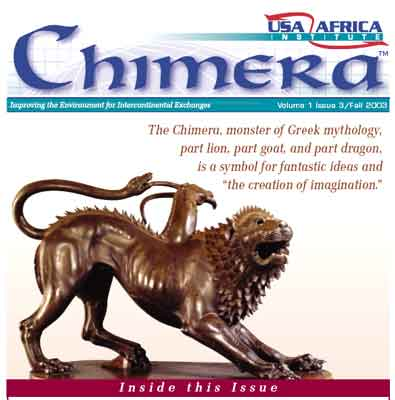 USA/AFRICA
INSTITUTE
Chimera™
Improving the Environment for Intercontinental Exchanges
Volume 1 Issue 3/Fall 2003
The Chimera, monster of Greek mythology,
part lion, part goat, and part dragon,
is a symbol for fantastic ideas and
“the creation of imagination.”
Inside this Issue